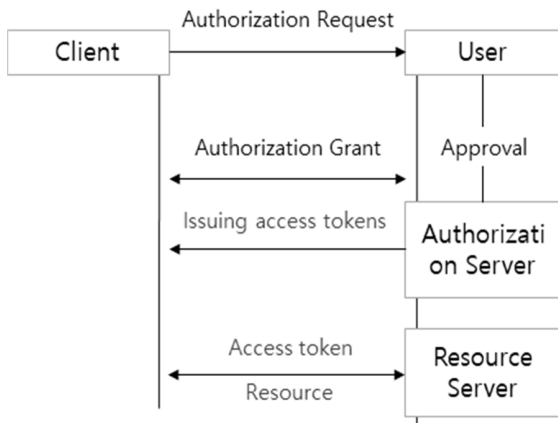 Authorization Request
Client
User
Authorization Grant
Approval
Issuing access tokens
Authorizati
on Server
Access token
Resource
Resource
Server